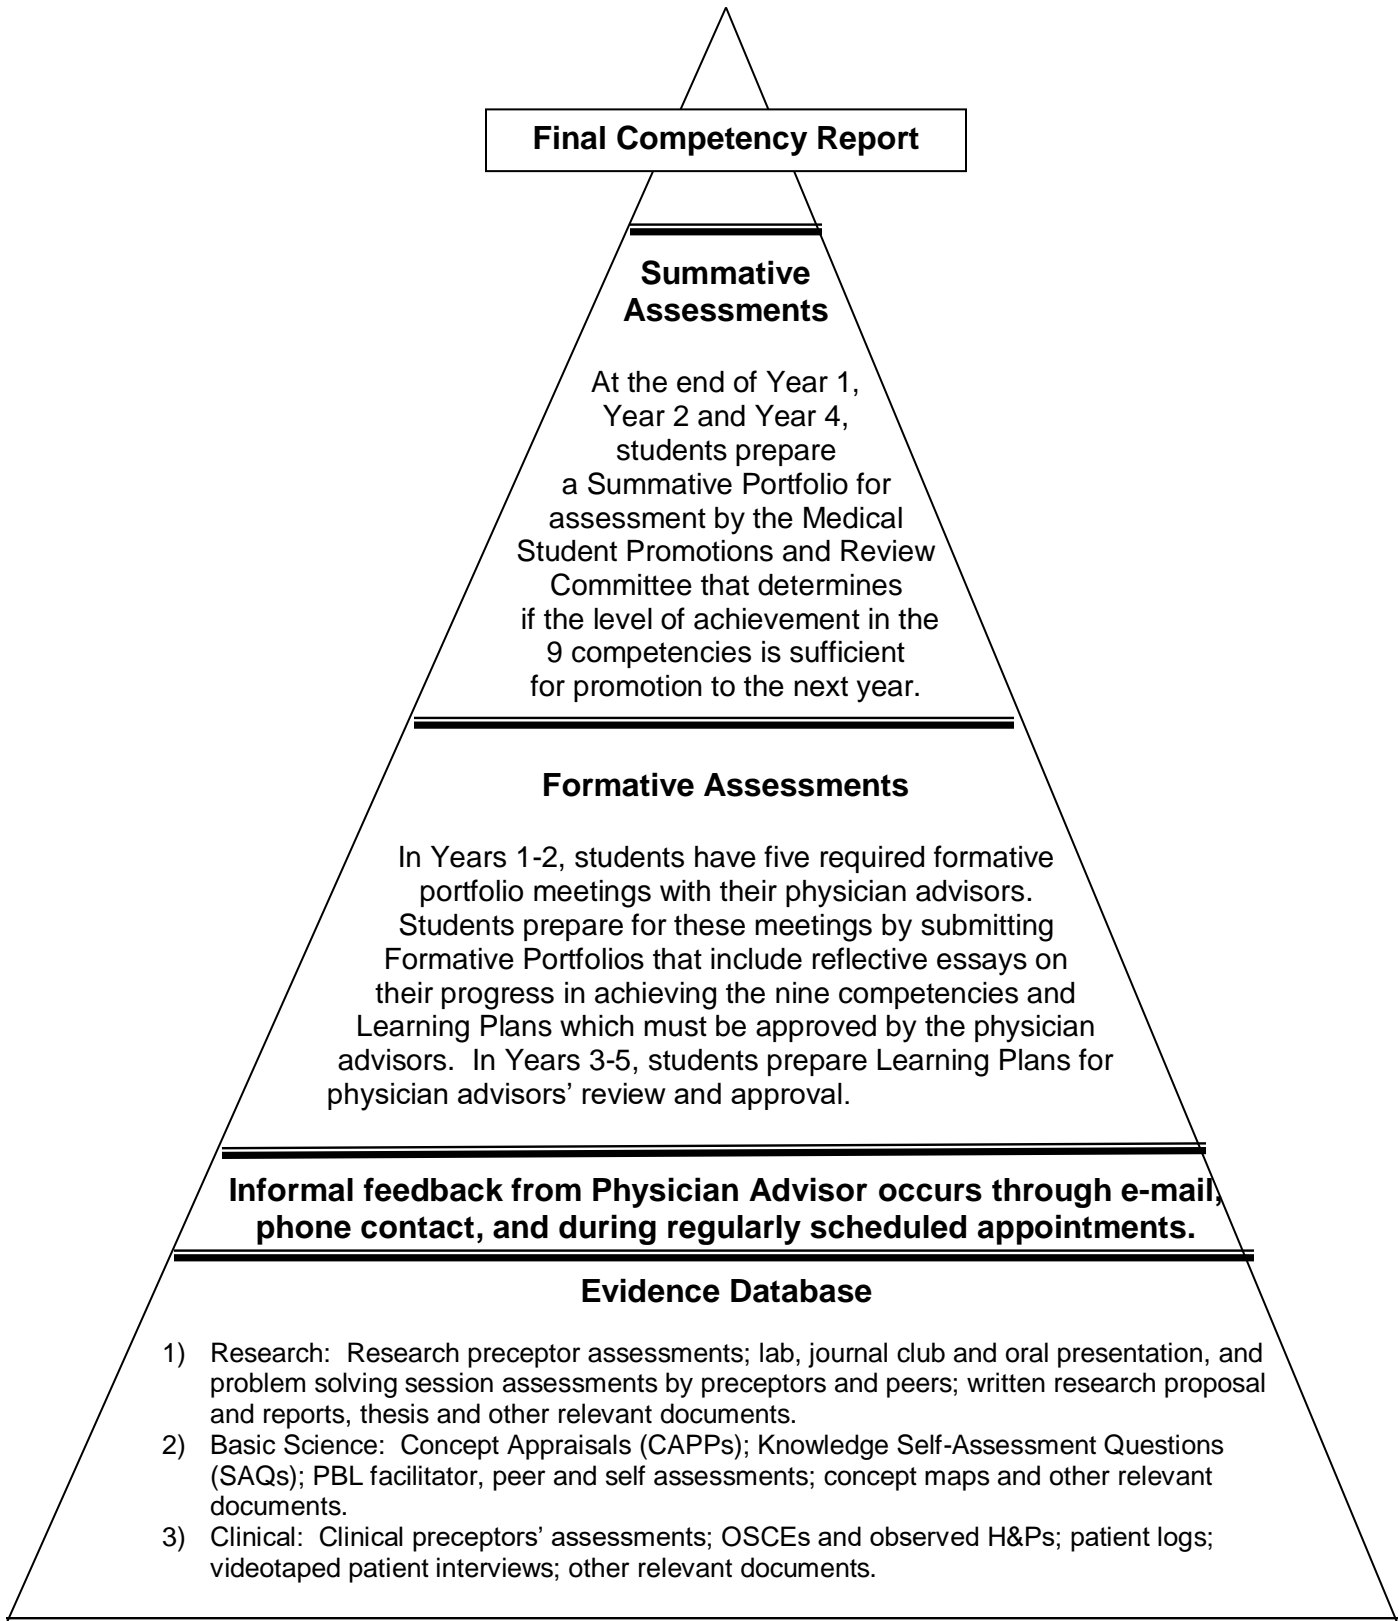 Final Competency Report
Summative
Assessments
At the end of Year 1,
Year 2 and Year 4,
students prepare
a Summative Portfolio for
assessment by the Medical
Student Promotions and Review
Committee that determines
if the level of achievement in the
9 competencies is sufficient
for promotion to the next year.
Formative Assessments
In Years 1-2, students have five required formative
portfolio meetings with their physician advisors.
Students prepare for these meetings by submitting
Formative Portfolios that include reflective essays on
their progress in achieving the nine competencies and
Learning Plans which must be approved by the physician
advisors.  In Years 3-5, students prepare Learning Plans for
physician advisors’ review and approval.
Informal feedback from Physician Advisor occurs through e-mail,
phone contact, and during regularly scheduled appointments.
Evidence Database
1) Research:  Research preceptor assessments; lab, journal club and oral presentation, and
problem solving session assessments by preceptors and peers; written research proposal
and reports, thesis and other relevant documents.
2) Basic Science:  Concept Appraisals (CAPPs); Knowledge Self-Assessment Questions
(SAQs); PBL facilitator, peer and self assessments; concept maps and other relevant
documents.
3) Clinical:  Clinical preceptors’ assessments; OSCEs and observed H&Ps; patient logs;
videotaped patient interviews; other relevant documents.